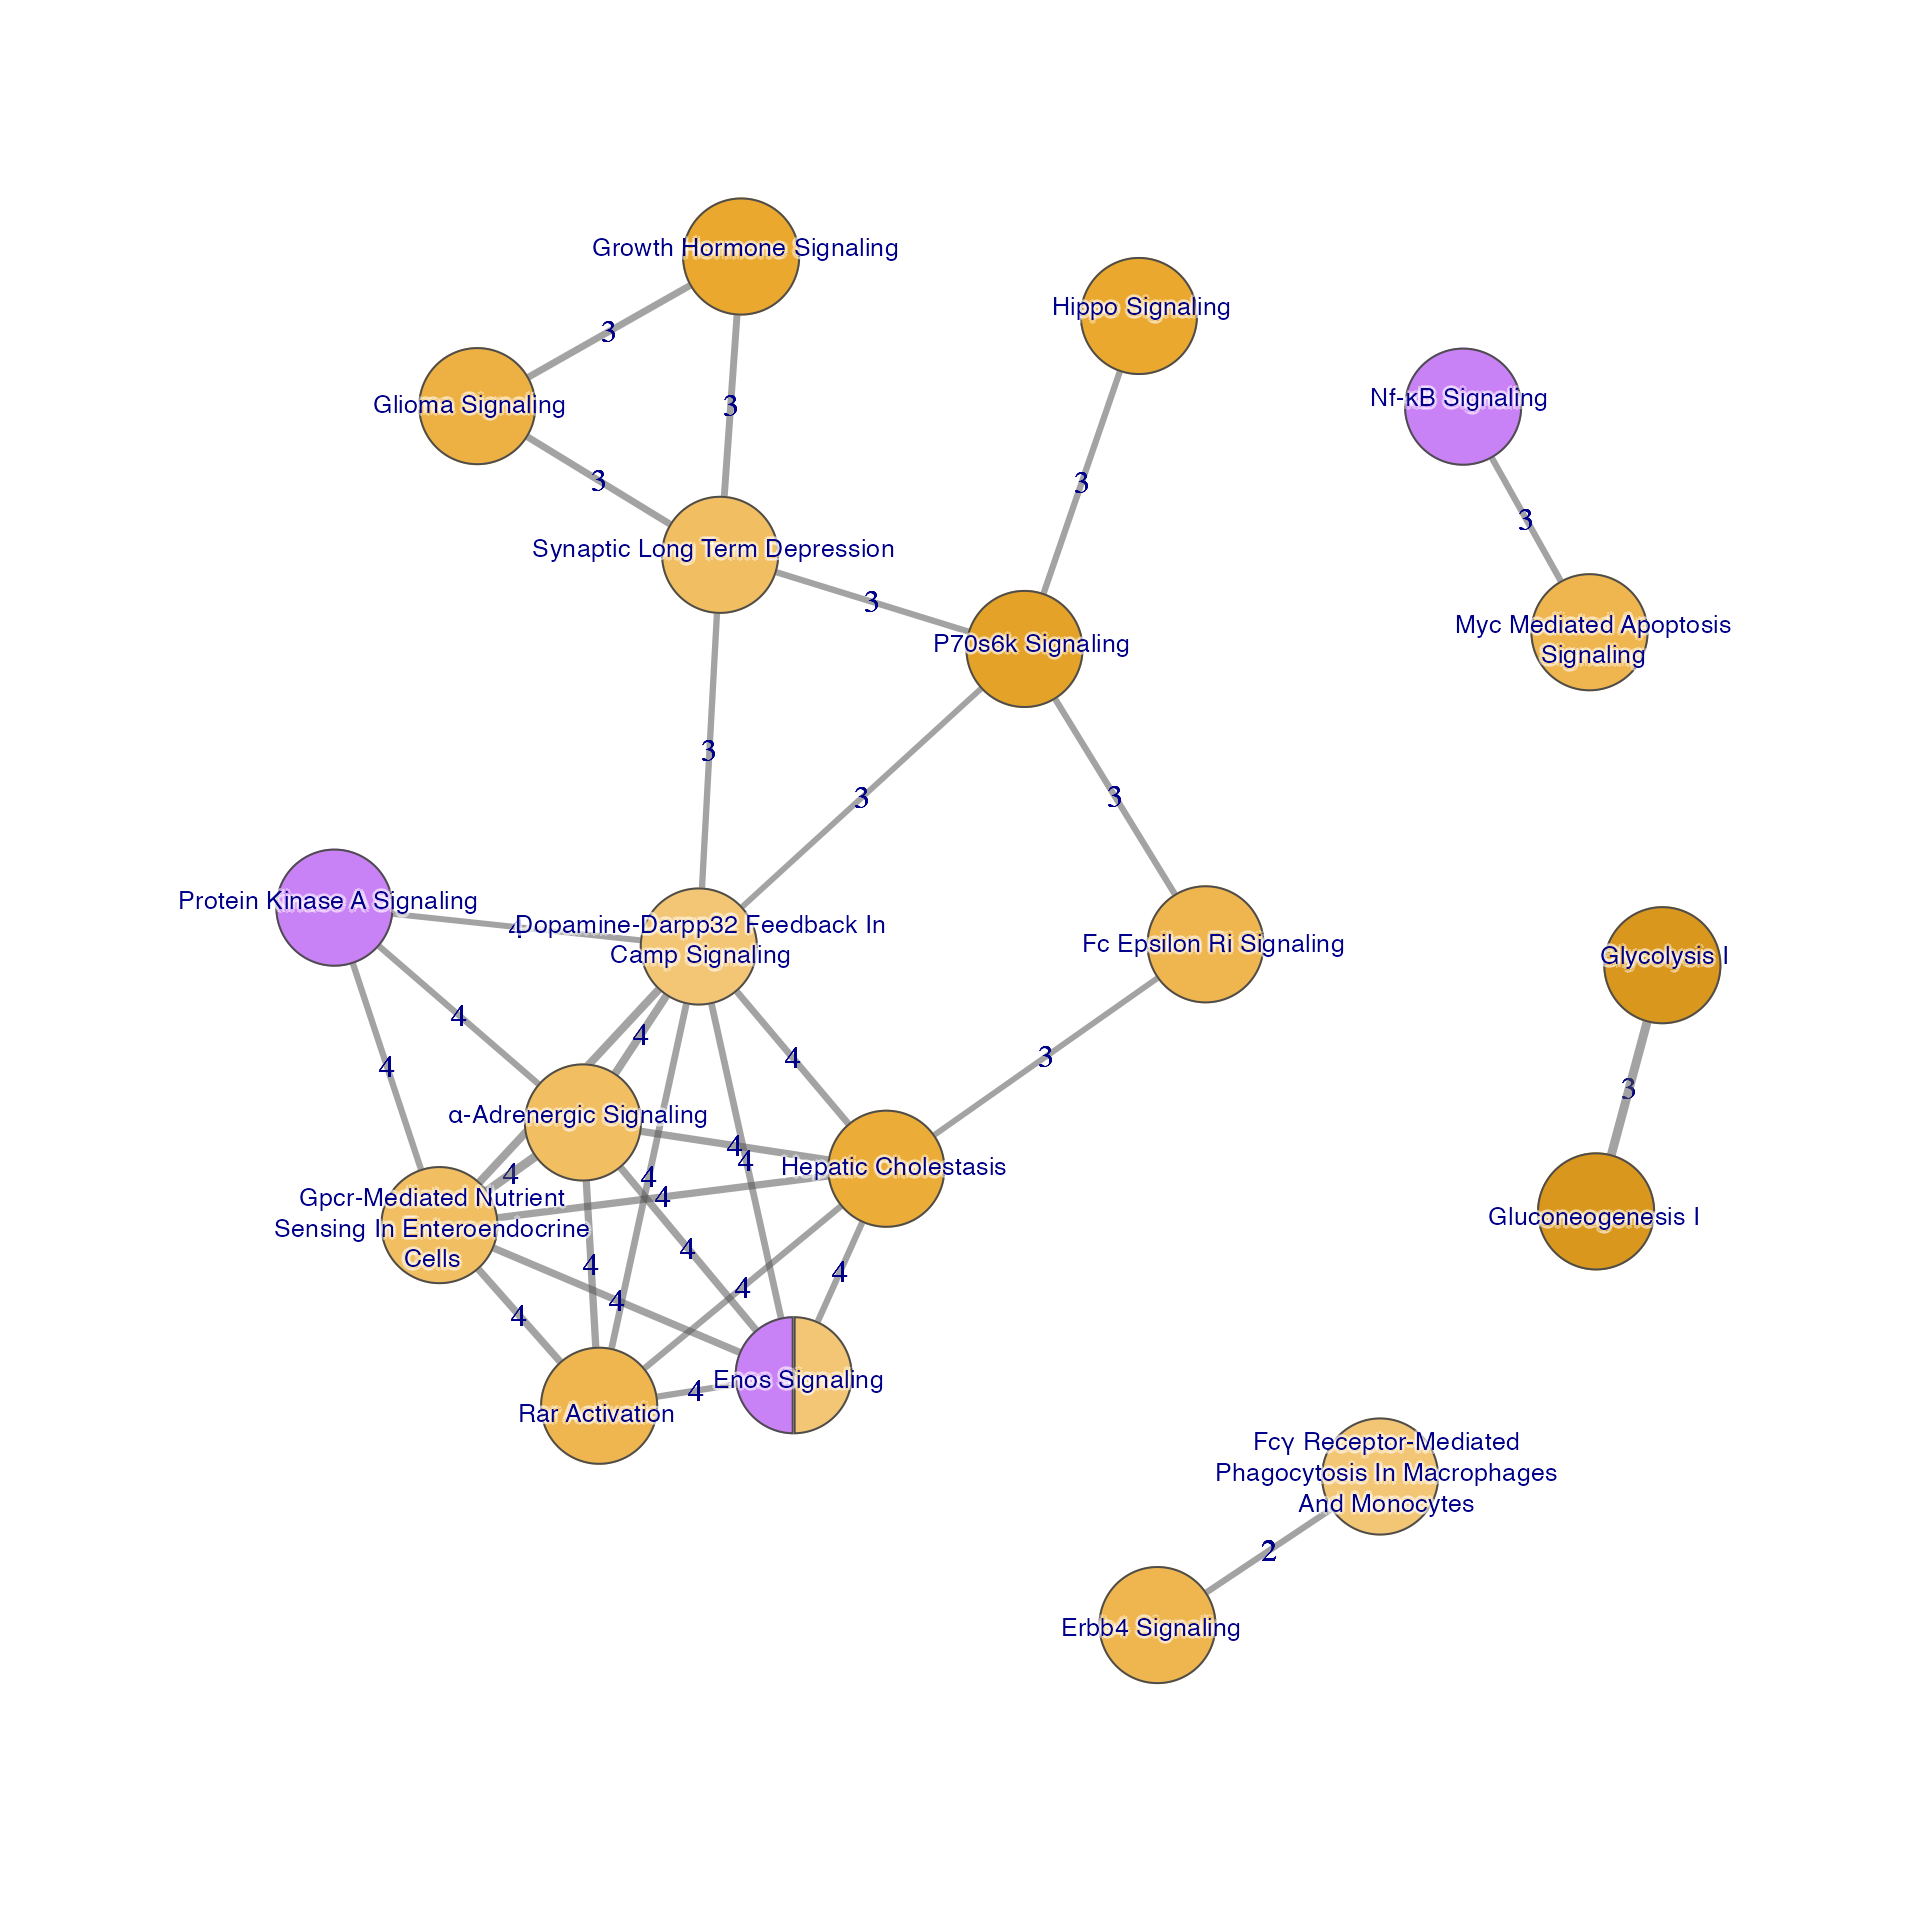 Growth Hormone Signaling
Hippo Signaling
3
Nf-κB Signaling
Glioma Signaling
3
3
3
3
Synaptic Long Term Depression
3
Myc Mediated Apoptosis
Signaling
P70s6k Signaling
3
3
3
Protein Kinase A Signaling
4
Dopamine-Darpp32 Feedback In
Camp Signaling
Fc Epsilon Ri Signaling
Glycolysis I
4
4
3
4
4
3
α-Adrenergic Signaling
4
4
Hepatic Cholestasis
4
4
4
Gpcr-Mediated Nutrient
Sensing In Enteroendocrine
Cells
Gluconeogenesis I
4
4
4
4
4
4
Enos Signaling
4
Rar Activation
Fcγ Receptor-Mediated
Phagocytosis In Macrophages
And Monocytes
2
Erbb4 Signaling